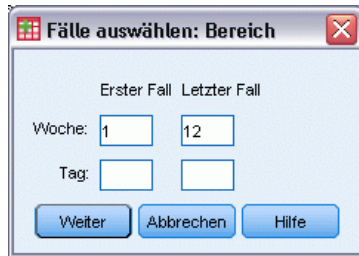 Fälle auswählen: Bereich
Erster Fall Letzter Fall
Woche: 1 12
Tag:
Weiter Abbrechen Hilfe